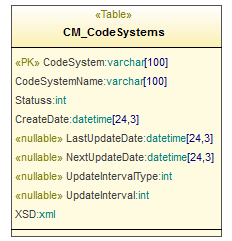 «Table»
CM_CodeSystems
«PK» CodeSystem:varchar[100]
CodeSystemName:varchar[100]
Statuss:int
CreateDate:datetime[24,3]
«nullable» LastUpdateDate:datetime[24,3]
«nullable» NextUpdateDate:datetime[24,3]
«nullable» UpdateIntervalType:int
«nullable» UpdateInterval:int
XSD:xml